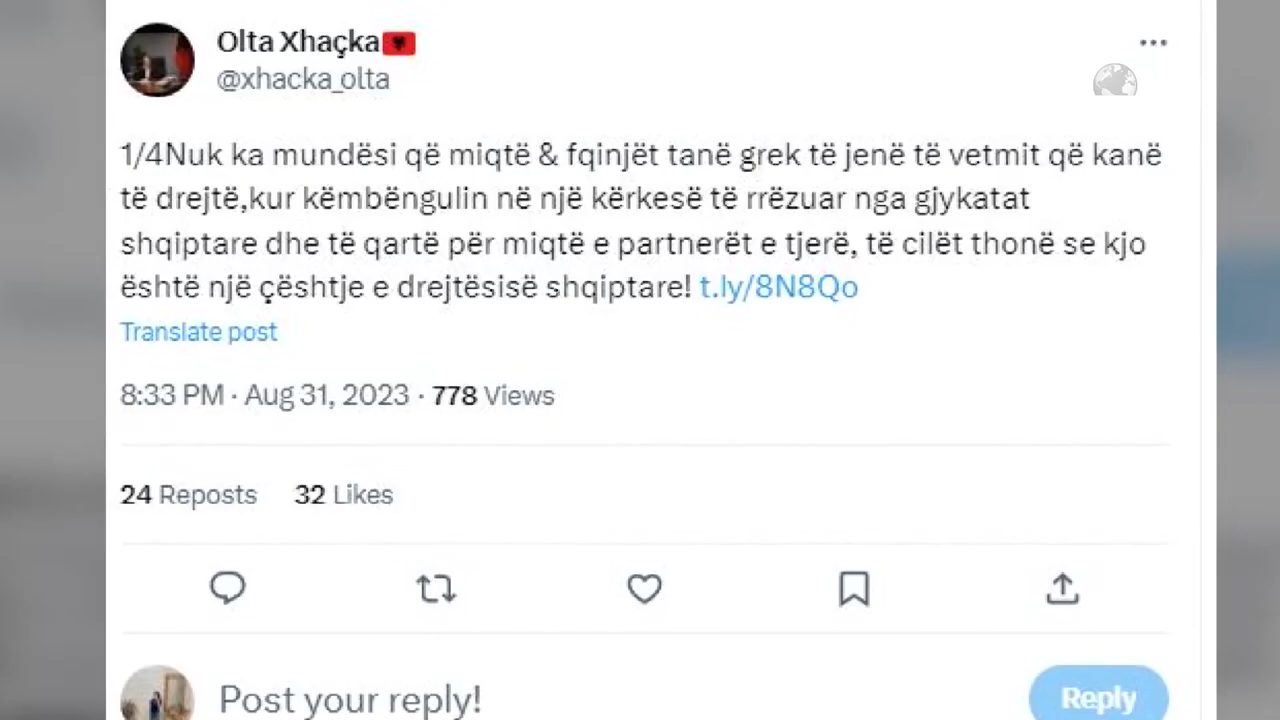 Olta Xhaçka
@xhacka_olta
1/4Nuk ka mundësi që miqtë & fqinjët tanë grek të jenë të vetmit që kanë
të drejtë,kur këmbëngulin në një kërkesë të rrëzuar nga gjykatat
shqiptare dhe të qartë për miqtë e partnerët e tjerë, të cilët thonë se kjo
është një çështje e drejtësisë shqiptare! t.ly/8N8Qo
Translate post
8:33 PM · Aug 31, 2023 · 778 Views
24 Reposts 32 Likes
Post your reply! Reply